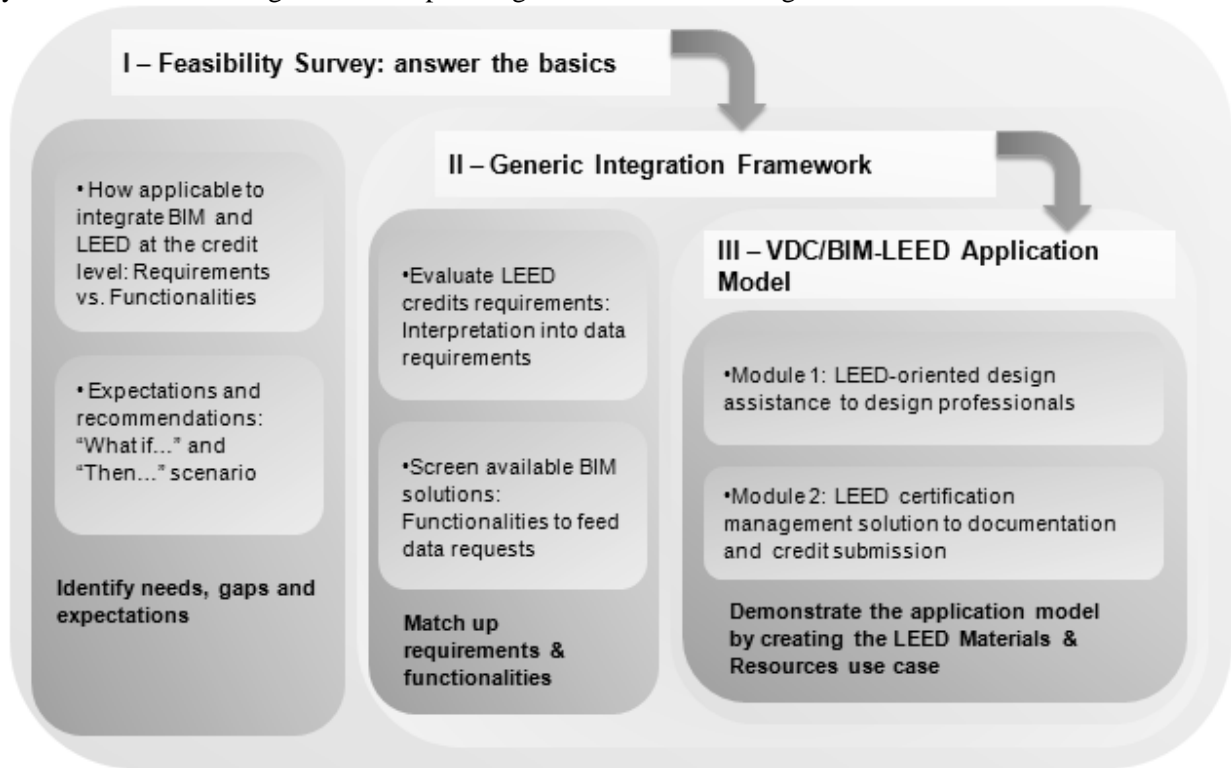 I – Feasibility Survey: answer the basics
• How applicable to
integrate BIM and
LEED at the credit
level: Requirements
vs. Functionalities
• Expectations and
recommendations:
“What if…” and
“Then…” scenario
Identify needs, gaps and
expectations
II – Generic Integration Framework
•Evaluate LEED
credits requirements:
Interpretation into data
requirements
•Screen available BIM
solutions:
Functionalities to feed
data requests
Match up
requirements &
functionalities
III – VDC/BIM-LEED Application
Model
•Module 1: LEED-oriented design
assistance to design professionals
•Module 2: LEED certification
management solution to documentation
and credit submission
Demonstrate the application model
by creating the LEED Materials &
Resources use case